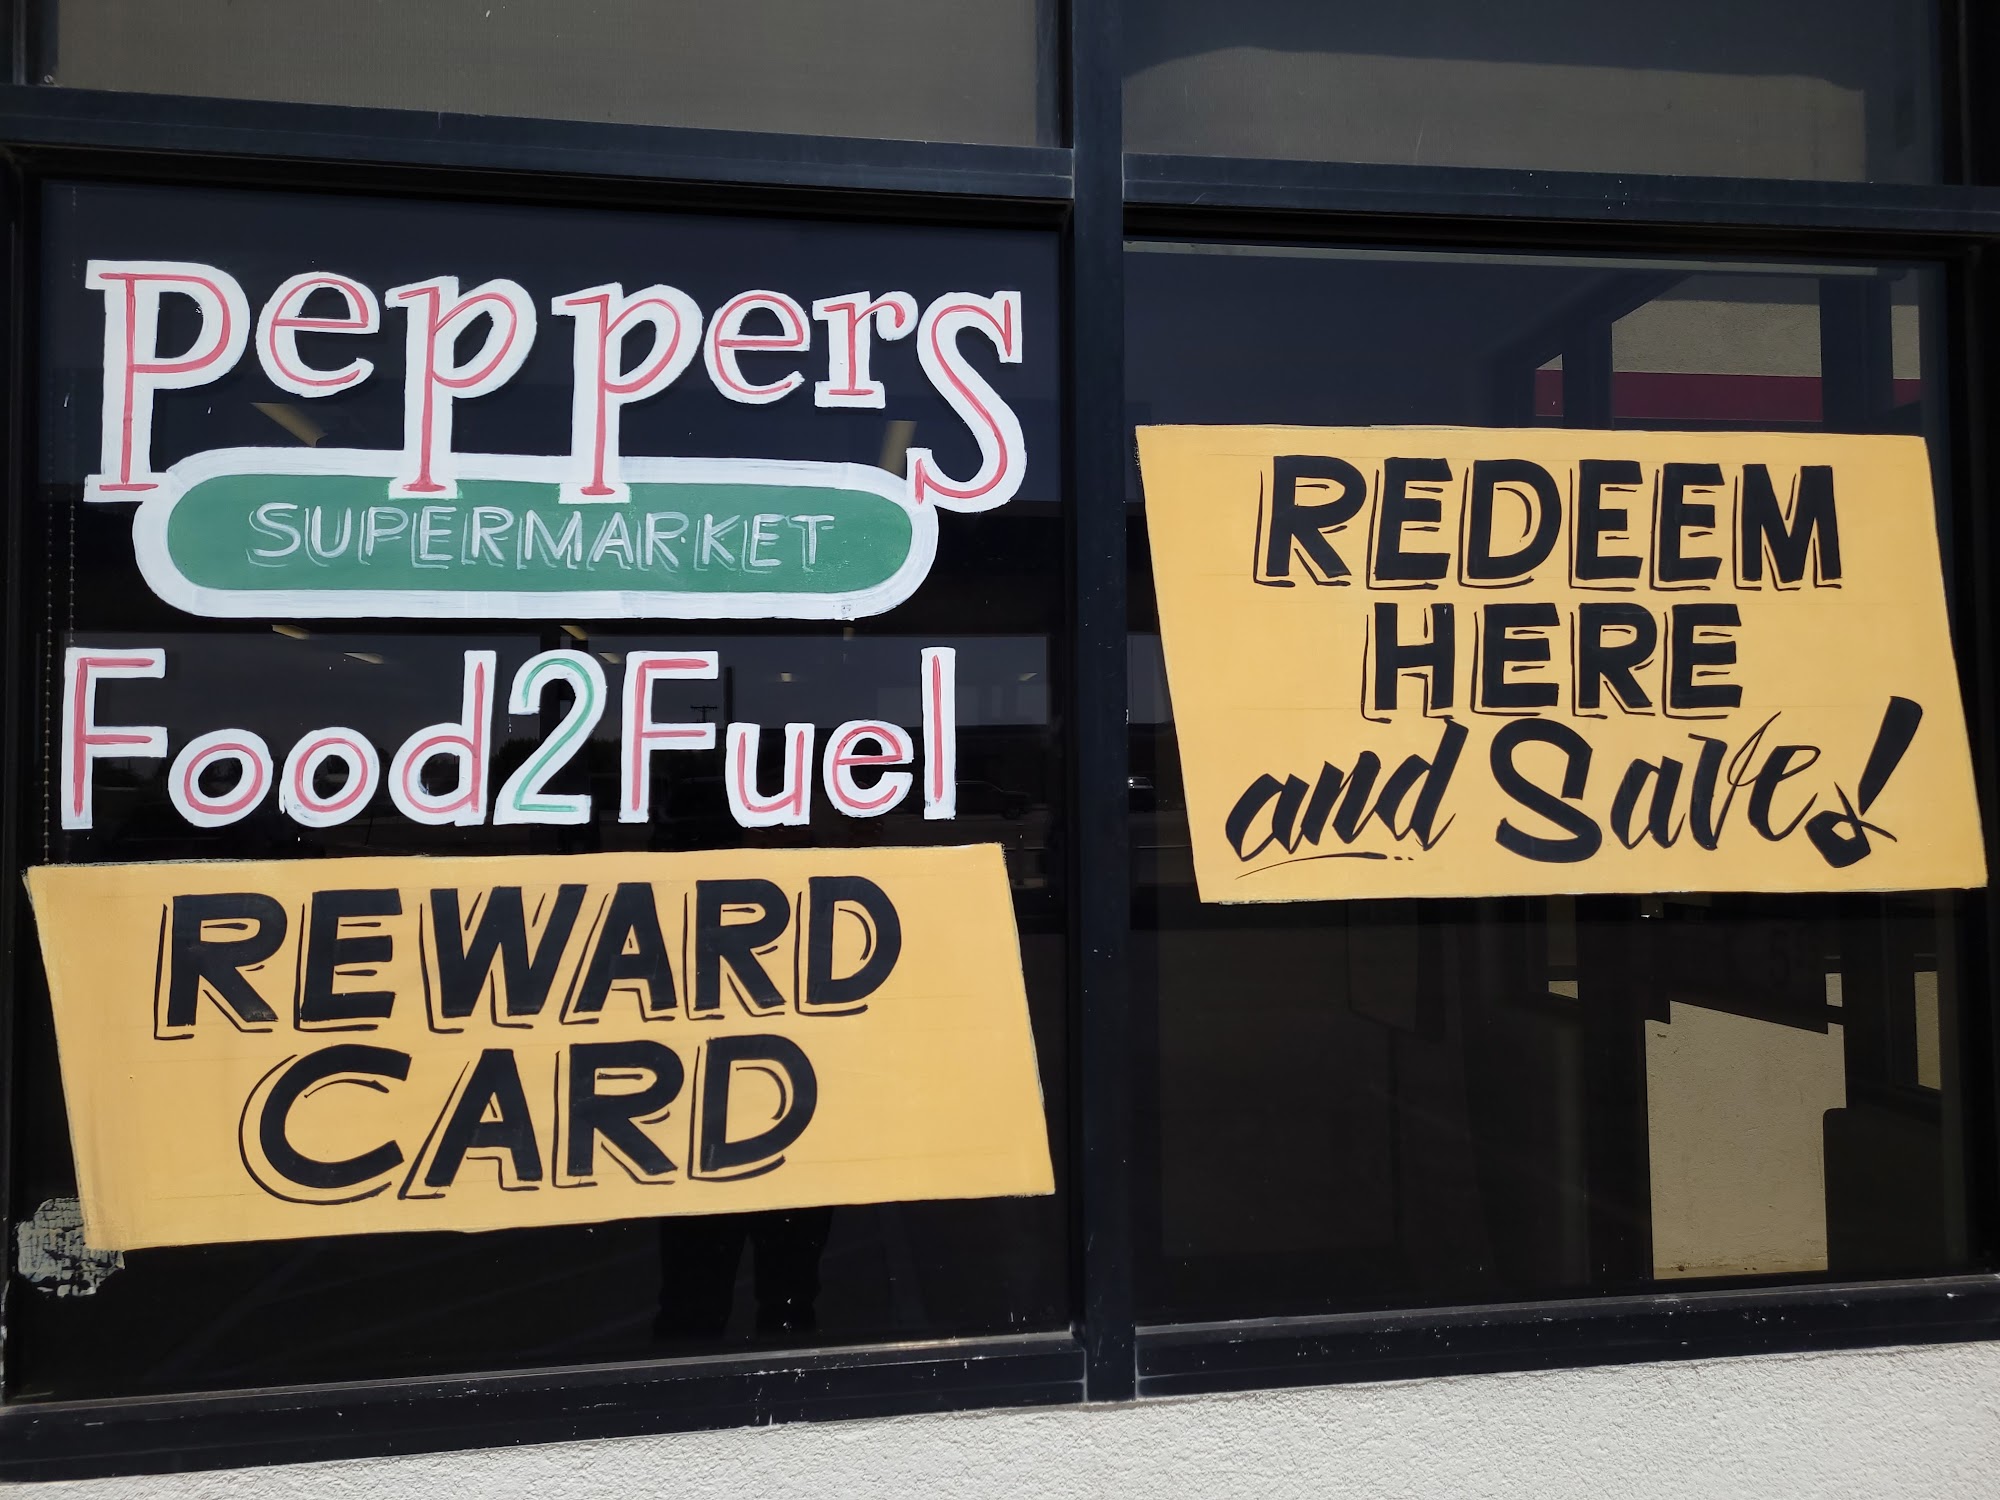 Peppers
SUPERMARKET
Food2Fuel
REWARD
CARD
REDEEM
HERE
and Save!